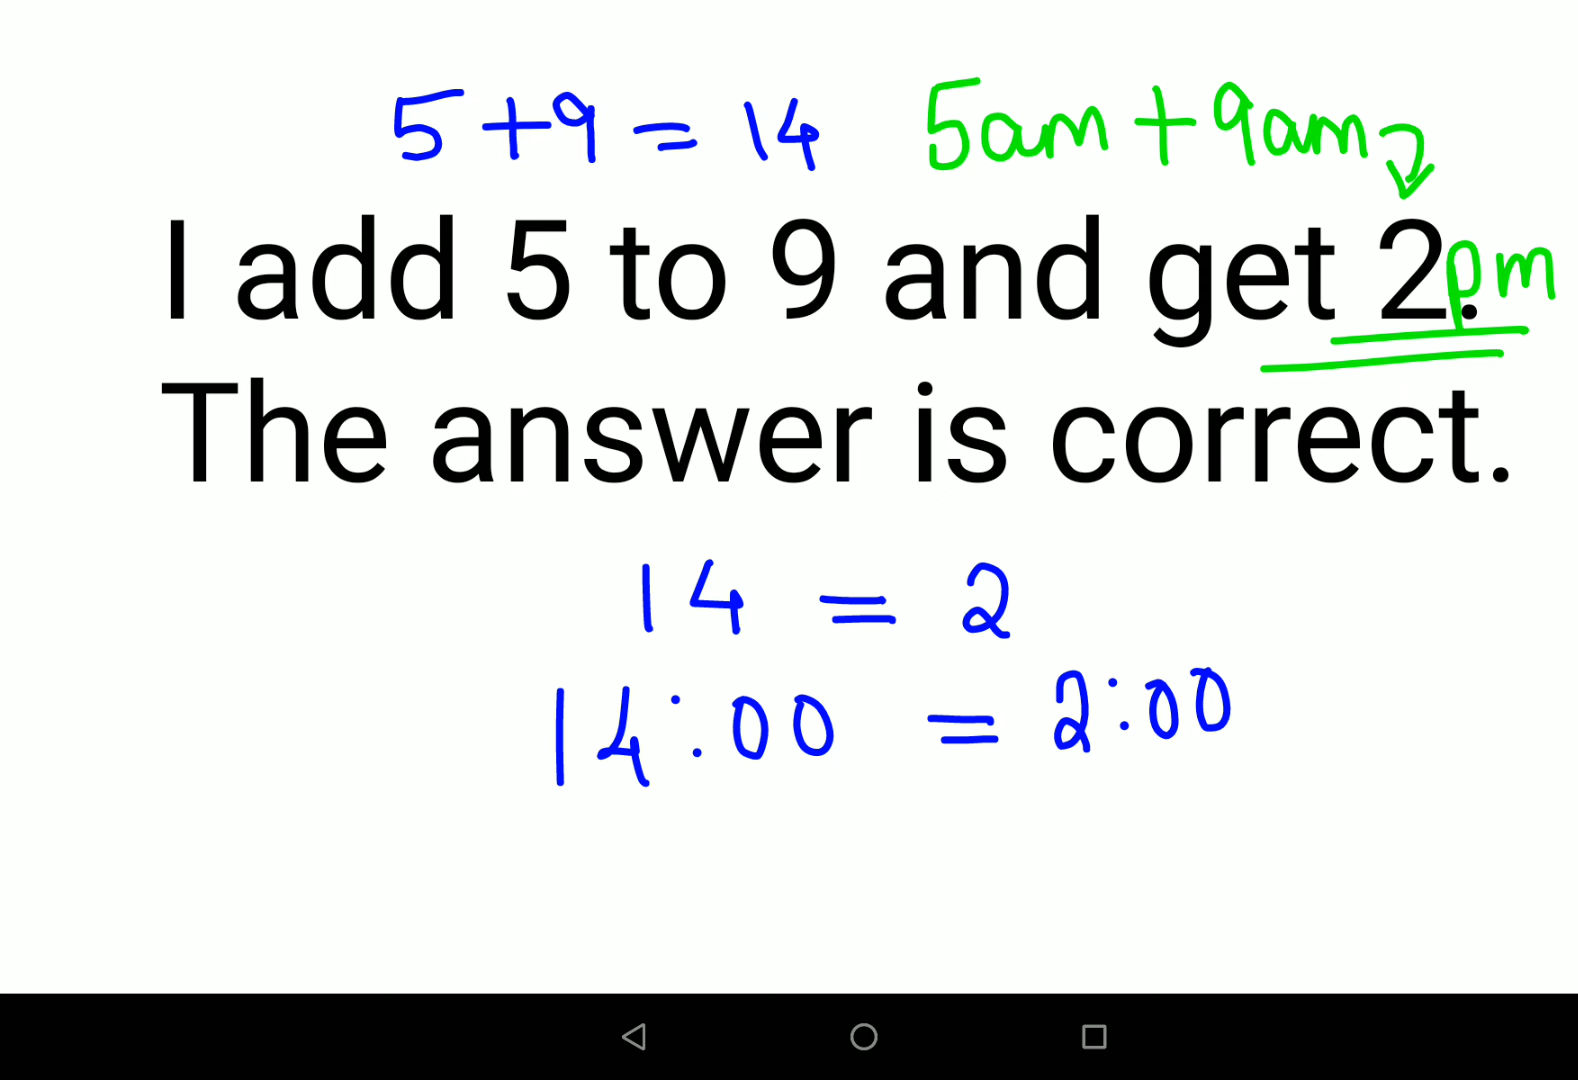 5+9=14 5am+9am
I add 5 to 9 and get 2.pm
The answer is correct.
14 = 2
14:00 = 2:00